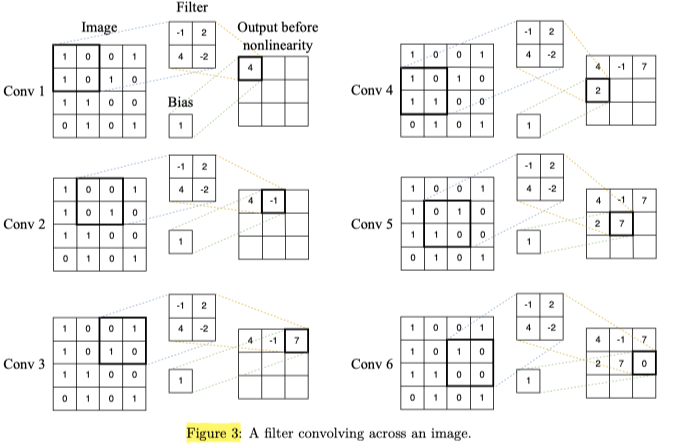 Image
Filter
Output before
nonlinearity
Conv 1
1 0 0 1
1 0 1 0
1 1 0 0
0 1 0 1
-1 2
4 -2
Bias
1
4
Conv 2
1 0 0 1
1 0 1 0
1 1 0 0
0 1 0 1
-1 2
4 -2
1
4 -1
Conv 3
1 0 0 1
1 0 1 0
1 1 0 0
0 1 0 1
-1 2
4 -2
1
4 -1 7
Conv 4
1 0 0 1
1 0 1 0
1 1 0 0
0 1 0 1
-1 2
4 -2
1
4 -1 7
2
Conv 5
1 0 0 1
1 0 1 0
1 1 0 0
0 1 0 1
-1 2
4 -2
1
4 -1 7
2 7
Conv 6
1 0 0 1
1 0 1 0
1 1 0 0
0 1 0 1
-1 2
4 -2
1
4 -1 7
2 7 0
Figure 3: A filter convolving across an image.